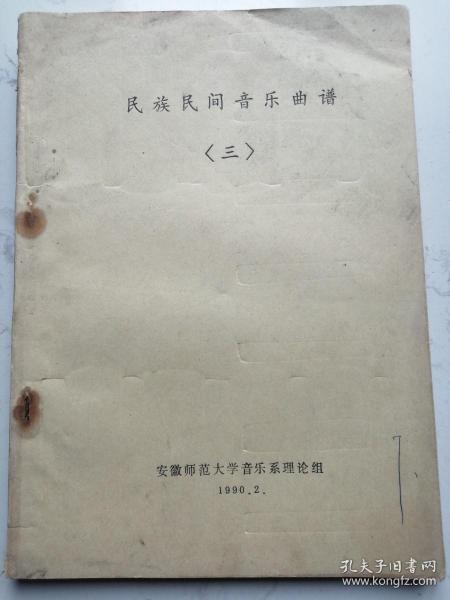 民族民间音乐曲谱
〈三〉
安徽师范大学音乐系理论组
1990.2.
孔夫子旧书网
www.kongfz.com